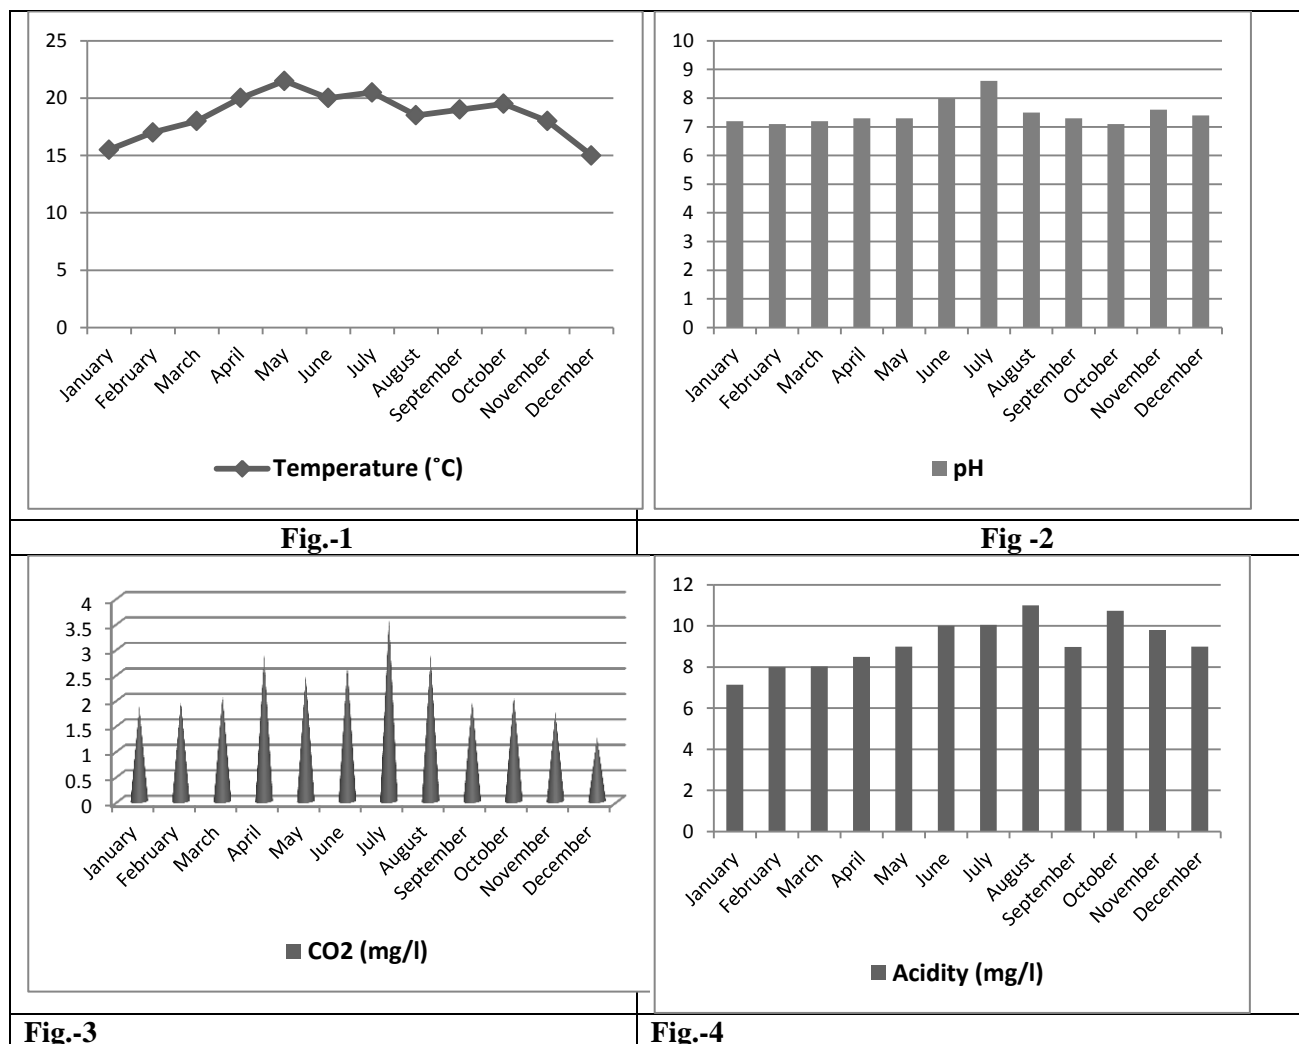 25
20
15
10
5
0
January
February
March
April
May
June
July
August
September
October
November
December
Temperature (˚C)
10
9
8
7
6
5
4
3
2
1
0
January
February
March
April
May
June
July
August
September
October
November
December
pH
Fig.-1
Fig -2
4
3.5
3
2.5
2
1.5
1
0.5
0
January
February
March
April
May
June
July
August
September
October
November
December
CO2 (mg/l)
12
10
8
6
4
2
0
January
February
March
April
May
June
July
August
September
October
November
December
Acidity (mg/l)
Fig.-3
Fig.-4